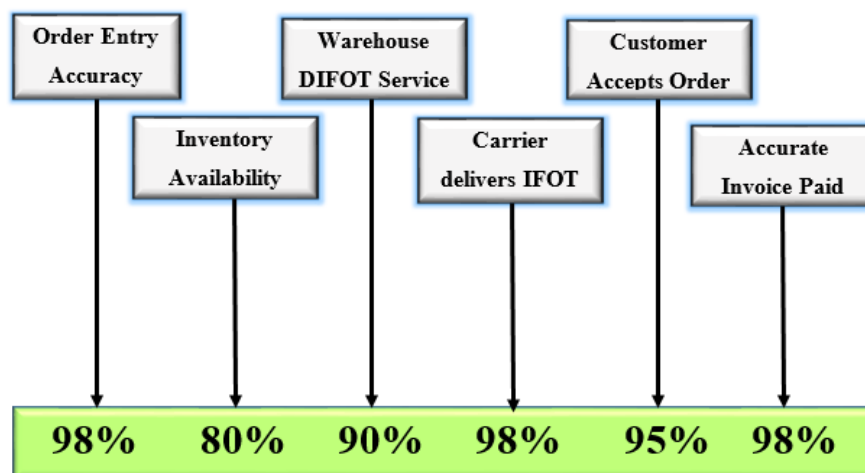 Order Entry
Accuracy
Warehouse
DIFOT Service
Customer
Accepts Order
Inventory
Availability
Carrier
delivers IFOT
Accurate
Invoice Paid
98% 80% 90% 98% 95% 98%